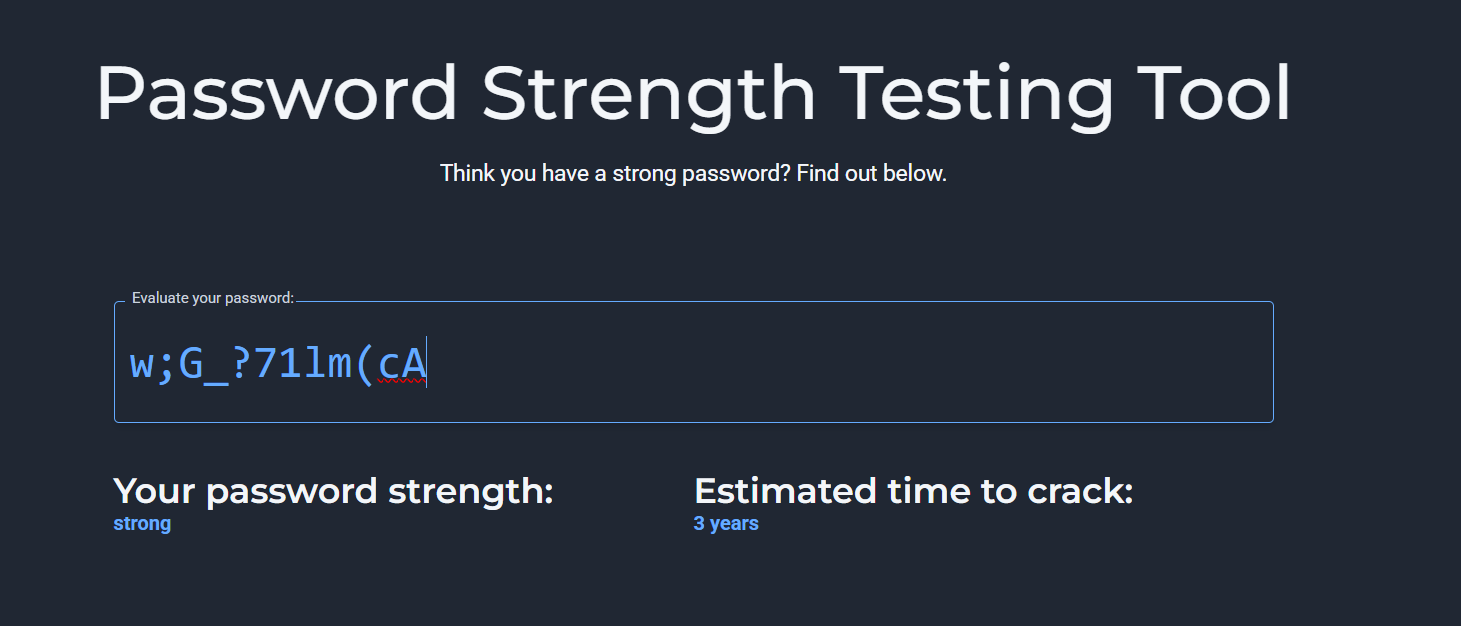 Password Strength Testing Tool
Think you have a strong password? Find out below.
Evaluate your password:
w;G_?71lm(cA
Your password strength:
strong
Estimated time to crack:
3 years